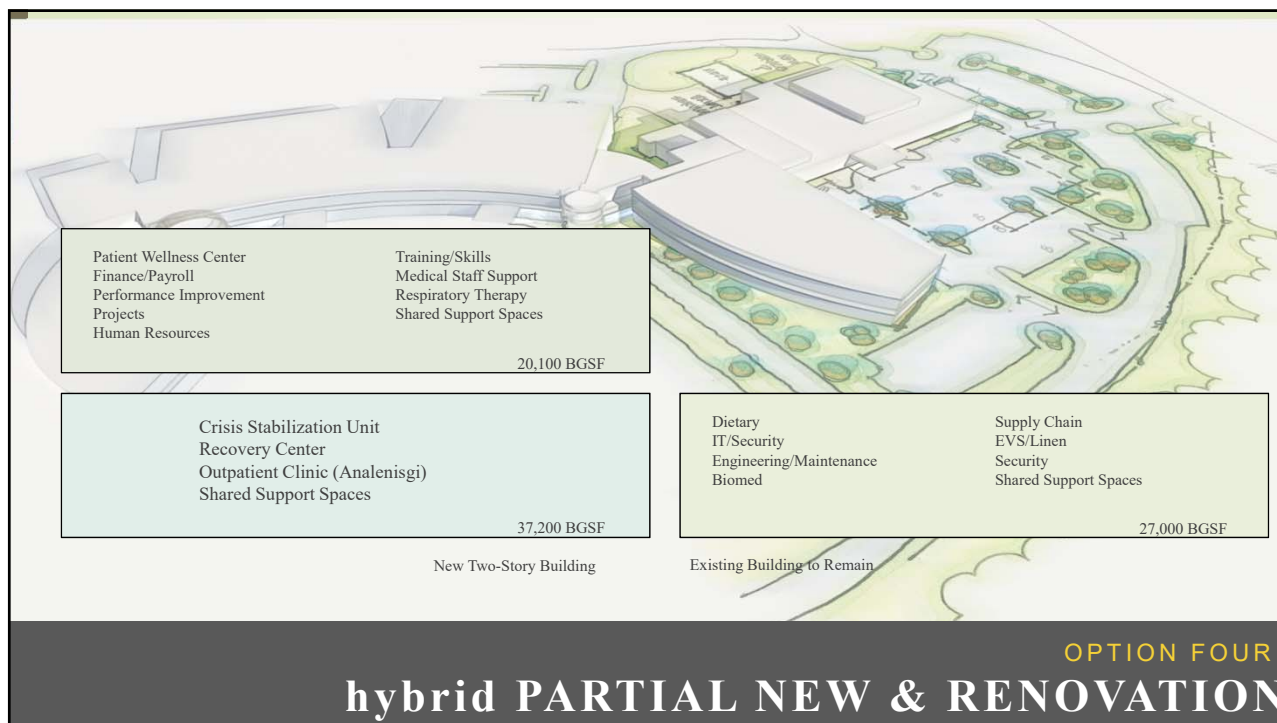 Patient Wellness Center
Finance/Payroll
Performance Improvement
Projects
Human Resources
Training/Skills
Medical Staff Support
Respiratory Therapy
Shared Support Spaces
20,100 BGSF
Crisis Stabilization Unit
Recovery Center
Outpatient Clinic (Analenisgi)
Shared Support Spaces
37,200 BGSF
Dietary
IT/Security
Engineering/Maintenance
Biomed
Supply Chain
EVS/Linen
Security
Shared Support Spaces
27,000 BGSF
New Two-Story Building
Existing Building to Remain
OPTION FOUR
hybrid PARTIAL NEW & RENOVATION